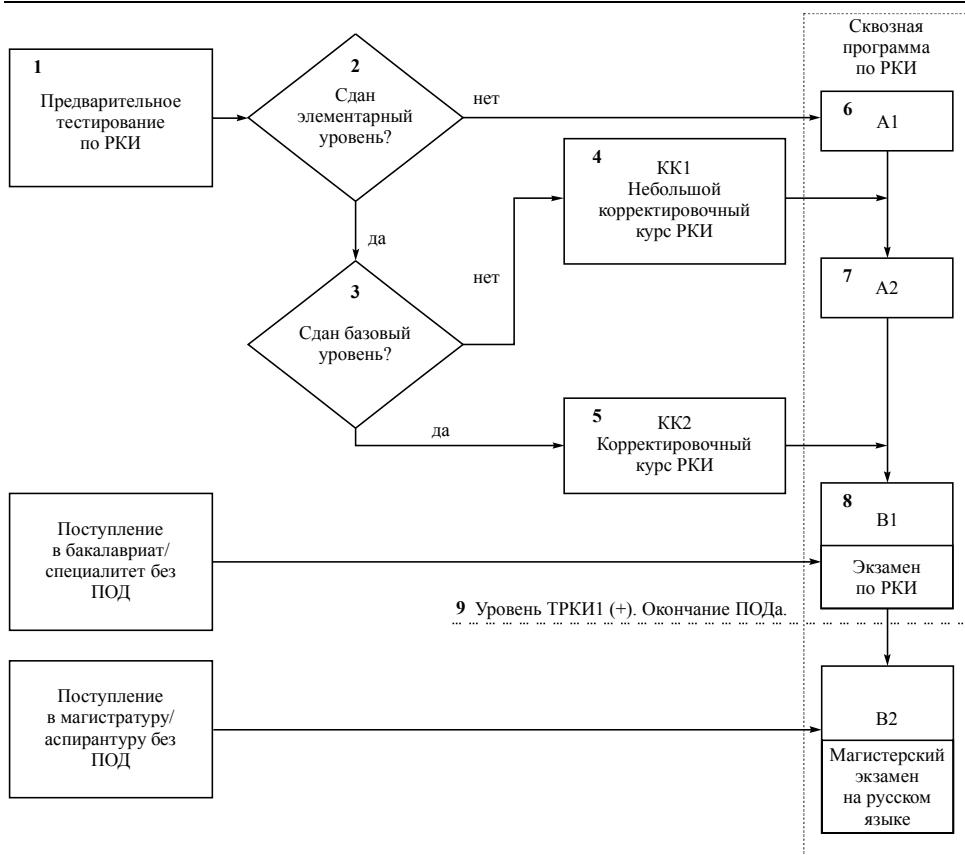 Сквозная
программа
по РКИ
1
Предварительное
тестирование
по РКИ
2
Сдан
элементарный
уровень?
нет
6
А1
да
4
КК1
Небольшой
корректировочный
курс РКИ
нет
3
Сдан базовый
уровень?
7
А2
да
5
КК2
Корректировочный
курс РКИ
8
В1
Экзамен
по РКИ
Поступление
в бакалавриат/
специалитет без
ПОД
9 Уровень ТРКИ1 (+). Окончание ПОДа.
Поступление
в магистратуру/
аспирантуру без
ПОД
В2
Магистерский
экзамен
на русском
языке